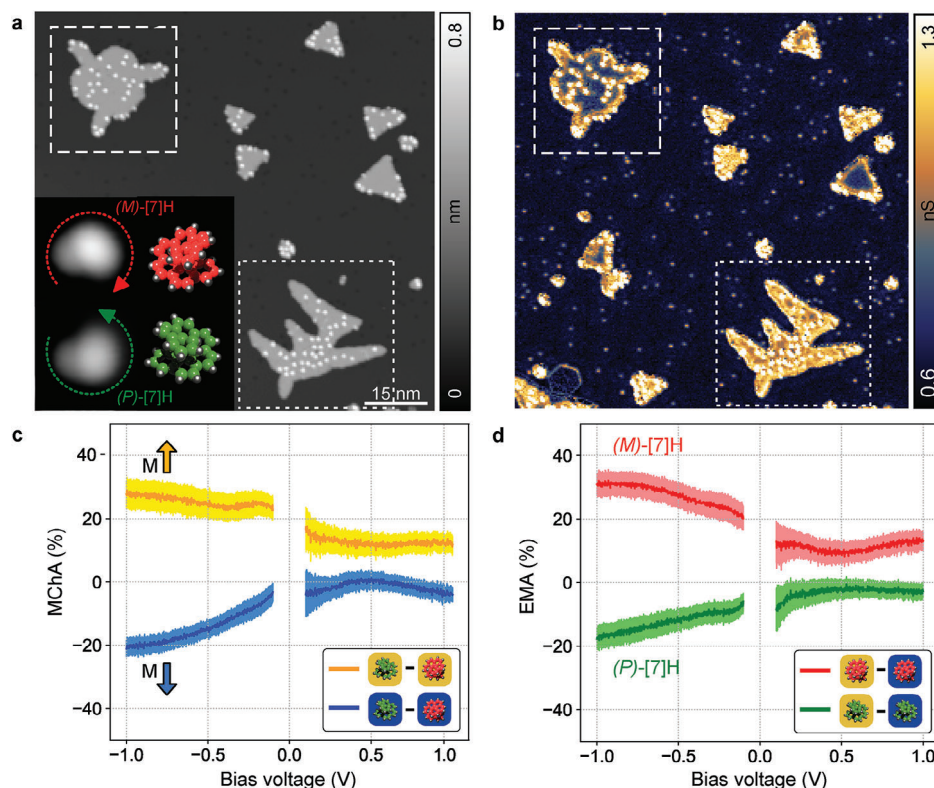 a
0.8
nm
0
(M)-[7]H
(P)-[7]H
15 nm
b
1.3
nS
0.6
c
MChA (%)
40
20
0
−20
−40
M
M
−1.0
−0.5
0.0
0.5
1.0
Bias voltage (V)
d
EMA (%)
40
20
0
−20
−40
(M)-[7]H
(P)-[7]H
−1.0
−0.5
0.0
0.5
1.0
Bias voltage (V)